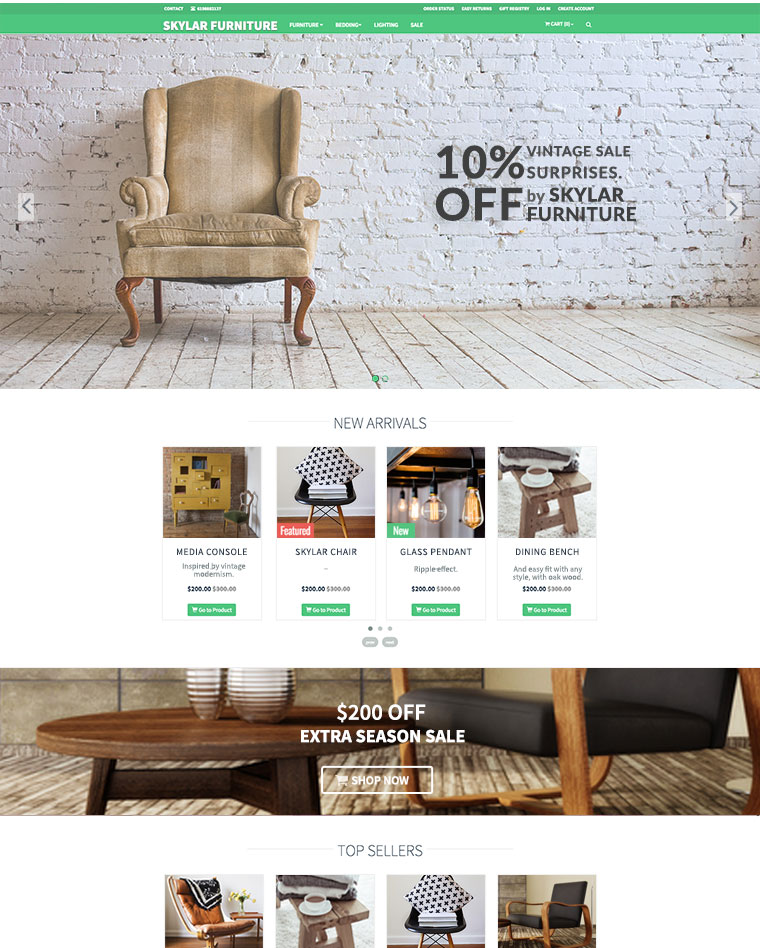 CONTACT
ORDER STATUS EASY RETURNS GIFT REGISTRY LOG IN CREATE ACCOUNT
SKYLAR FURNITURE FURNITURE BEDDING LIGHTING SALE CART (0)
10% OFF
VINTAGE SALE
SURPRISES.
by SKYLAR
FURNITURE
NEW ARRIVALS
Featured
New
MEDIA CONSOLE
Inspired by vintage
modernism.
$200.00 $300.00
Go to Product
SKYLAR CHAIR
–
$200.00 $300.00
Go to Product
GLASS PENDANT
Ripple effect.
$200.00 $300.00
Go to Product
DINING BENCH
And easy fit with any
style, with oak wood.
$200.00 $300.00
Go to Product
prev next
$200 OFF
EXTRA SEASON SALE
SHOP NOW
TOP SELLERS